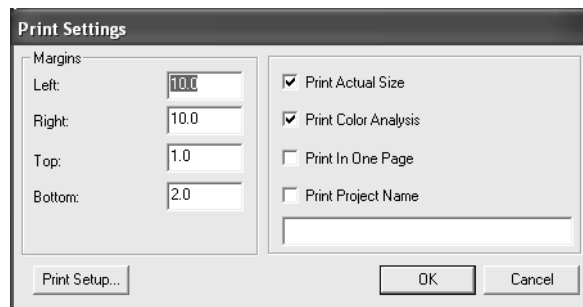 Print Settings
Margins
Left: 10.0
Right: 10.0
Top: 1.0
Bottom: 2.0
Print Actual Size
Print Color Analysis
Print In One Page
Print Project Name
Print Setup...
OK
Cancel